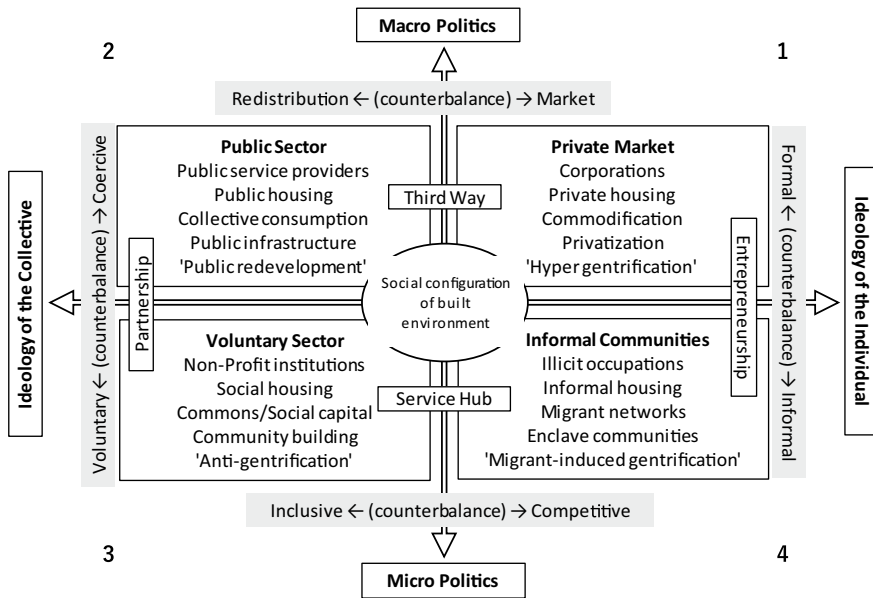 Macro Politics
2
1
Redistribution ← (counterbalance) → Market
Ideology of the Collective
Voluntary ← (counterbalance) → Coercive
Public Sector
Public service providers
Public housing
Collective consumption
Public infrastructure
'Public redevelopment'
Third Way
Private Market
Corporations
Private housing
Commodification
Privatization
'Hyper gentrification'
Formal ← (counterbalance) → Informal
Ideology of the Individual
Partnership
Social configuration
of built
environment
Entrepreneurship
Voluntary Sector
Non-Profit institutions
Social housing
Commons/Social capital
Community building
'Anti-gentrification'
Service Hub
Informal Communities
Illicit occupations
Informal housing
Migrant networks
Enclave communities
'Migrant-induced gentrification'
Inclusive ← (counterbalance) → Competitive
3
4
Micro Politics